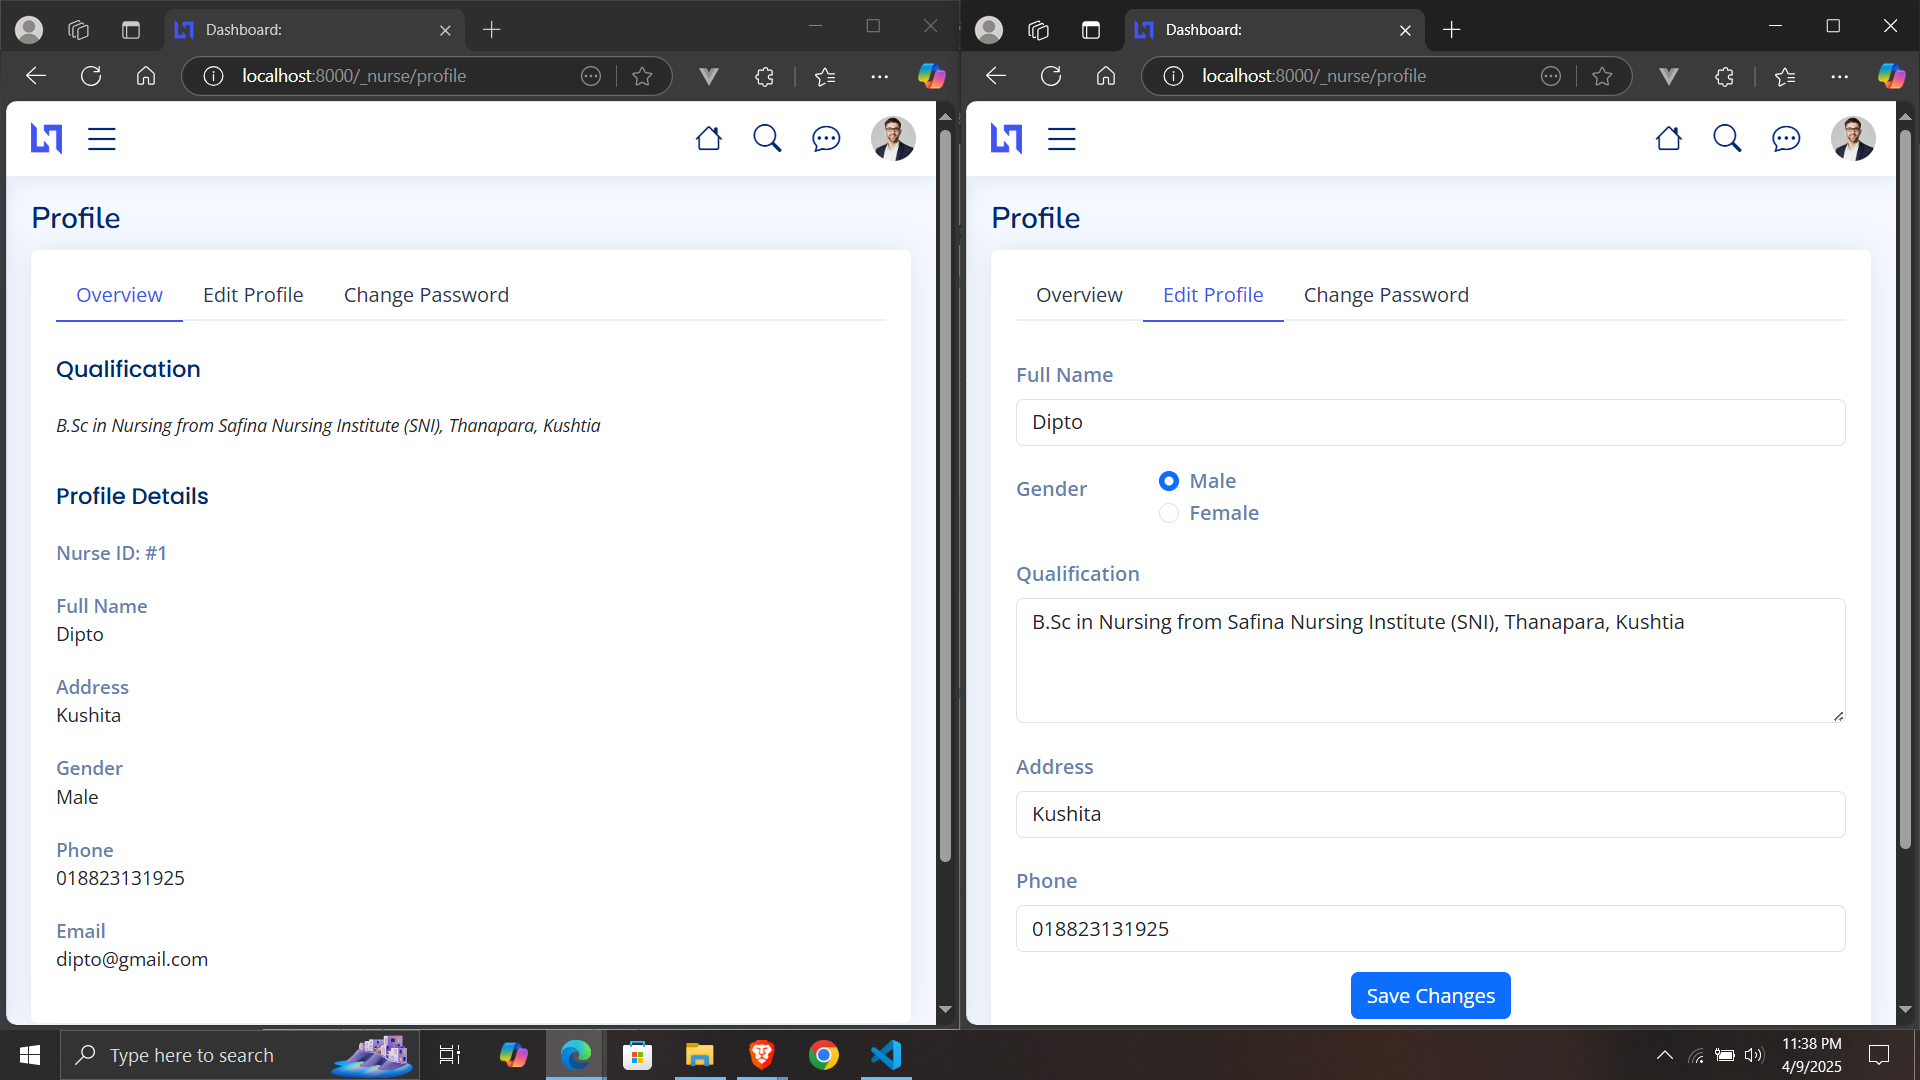 Dashboard:
localhost:8000/_nurse/profile
Profile
Overview
Edit Profile
Change Password
Qualification
B.Sc in Nursing from Safina Nursing Institute (SNI), Thanapara, Kushtia
Profile Details
Nurse ID: #1
Full Name
Dipto
Address
Kushita
Gender
Male
Phone
018823131925
Email
dipto@gmail.com
Dashboard:
localhost:8000/_nurse/profile
Profile
Overview
Edit Profile
Change Password
Full Name
Dipto
Gender
Male
Female
Qualification
B.Sc in Nursing from Safina Nursing Institute (SNI), Thanapara, Kushtia
Address
Kushita
Phone
018823131925
Save Changes
Type here to search
11:38 PM
4/9/2025